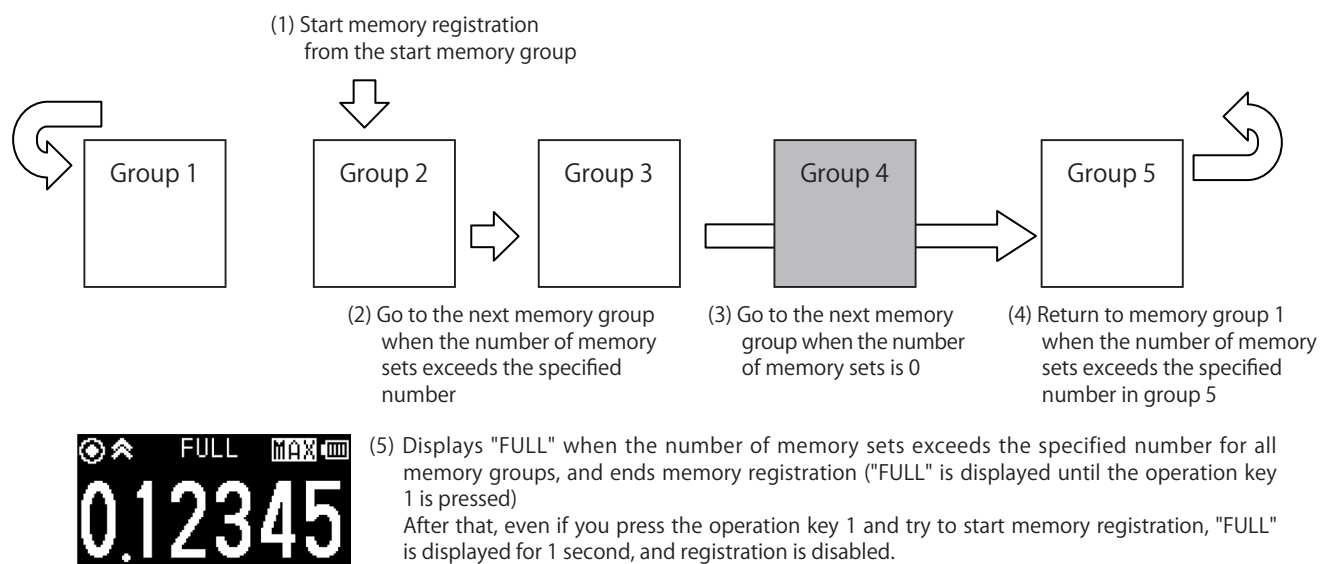 (1) Start memory registration
from the start memory group
Group 1
Group 2
Group 3
Group 4
Group 5
(2) Go to the next memory group
when the number of memory
sets exceeds the specified
number
(3) Go to the next memory
group when the number
of memory sets is 0
(4) Return to memory group 1
when the number of memory
sets exceeds the specified
number in group 5
FULL MAX
0.12345
(5) Displays "FULL" when the number of memory sets exceeds the specified number for all
memory groups, and ends memory registration ("FULL" is displayed until the operation key
1 is pressed)
After that, even if you press the operation key 1 and try to start memory registration, "FULL"
is displayed for 1 second, and registration is disabled.